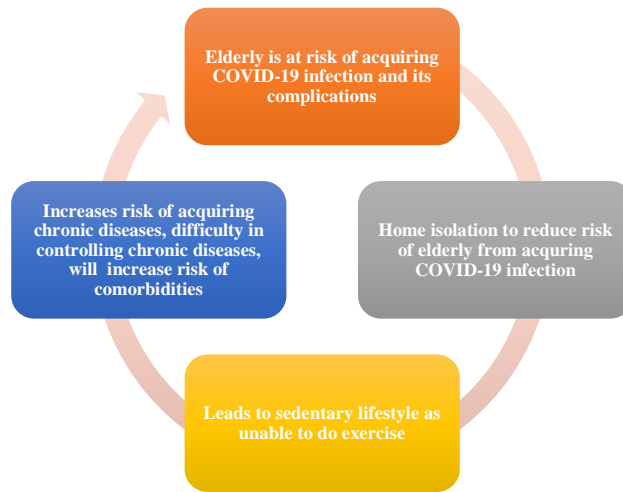 Elderly is at risk of acquiring
COVID-19 infection and its
complications
Home isolation to reduce risk
of elderly from acquring
COVID-19 infection
Leads to sedentary lifestyle as
unable to do exercise
Increases risk of acquiring
chronic diseases, difficulty in
controlling chronic diseases,
will increase risk of
comorbidities